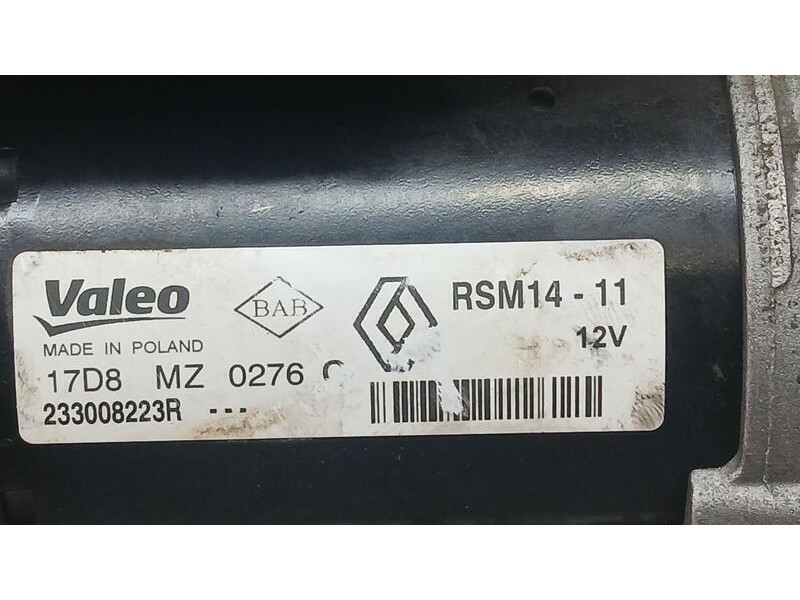 Valeo
BAB
RSM14 - 11
12V
MADE IN POLAND
17D8 MZ 0276
233008223R ---